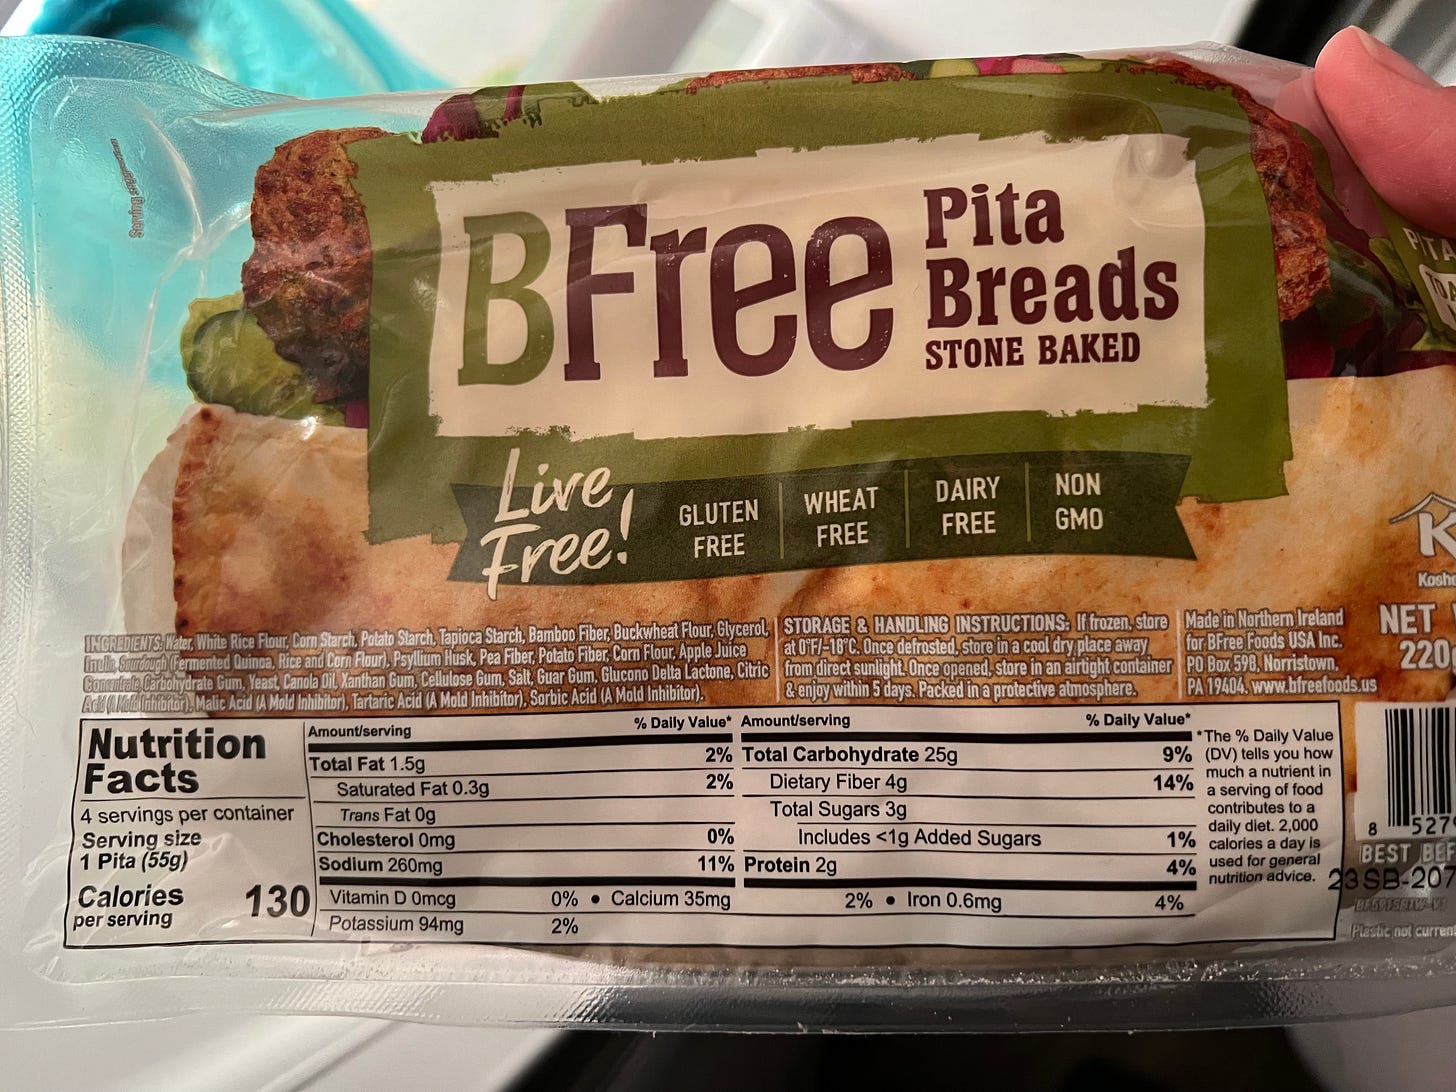 Serving suggestion
BFree
Pita
Breads
STONE BAKED
Live
Free!
GLUTEN
FREE
WHEAT
FREE
DAIRY
FREE
NON
GMO
INGREDIENTS: Water, White Rice Flour, Corn Starch, Potato Starch, Tapioca Starch, Bamboo Fiber, Buckwheat Flour, Glycerol,
Inulin, Sourdough (Fermented Quinoa, Rice and Corn Flour), Psyllium Husk, Pea Fiber, Potato Fiber, Corn Flour, Apple Juice
Concentrate, Carbohydrate Gum, Yeast, Canola Oil, Xanthan Gum, Cellulose Gum, Salt, Guar Gum, Glucono Delta Lactone, Citric
Acid (A Mold Inhibitor), Malic Acid (A Mold Inhibitor), Tartaric Acid (A Mold Inhibitor), Sorbic Acid (A Mold Inhibitor).
STORAGE & HANDLING INSTRUCTIONS: If frozen, store
at 0°F/-18°C. Once defrosted, store in a cool dry place away
from direct sunlight. Once opened, store in an airtight container
& enjoy within 5 days. Packed in a protective atmosphere.
Made in Northern Ireland
for BFree Foods USA Inc.
PO Box 598, Norristown,
PA 19404. www.bfreefoods.us
K
Koshe
NET
220g
Nutrition
Facts
4 servings per container
Serving size
1 Pita (55g)
Calories
per serving
130
Amount/serving % Daily Value*
Total Fat 1.5g 2%
Saturated Fat 0.3g 2%
Trans Fat 0g
Cholesterol 0mg 0%
Sodium 260mg 11%
Amount/serving % Daily Value*
Total Carbohydrate 25g 9%
Dietary Fiber 4g 14%
Total Sugars 3g
Includes <1g Added Sugars 1%
Protein 2g 4%
Vitamin D 0mcg 0% • Calcium 35mg 2% • Iron 0.6mg 4%
Potassium 94mg 2%
*The % Daily Value
(DV) tells you how
much a nutrient in
a serving of food
contributes to a
daily diet. 2,000
calories a day is
used for general
nutrition advice.
8 527
BEST BEF
23SB-207
Plastic not current